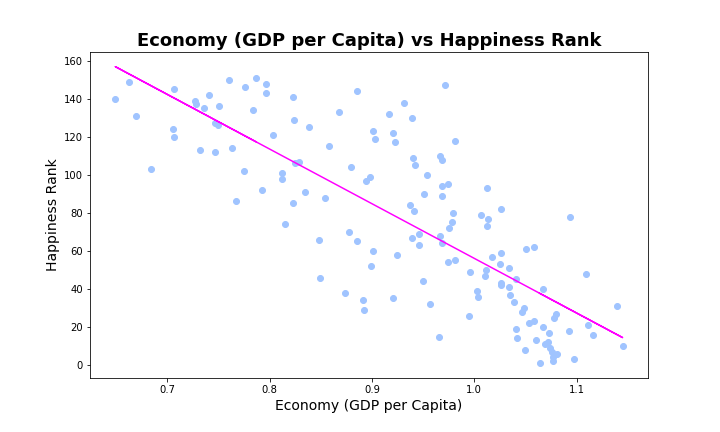 Economy (GDP per Capita) vs Happiness Rank
160
140
120
100
80
60
40
20
0
Happiness Rank
0.7 0.8 0.9 1.0 1.1
Economy (GDP per Capita)